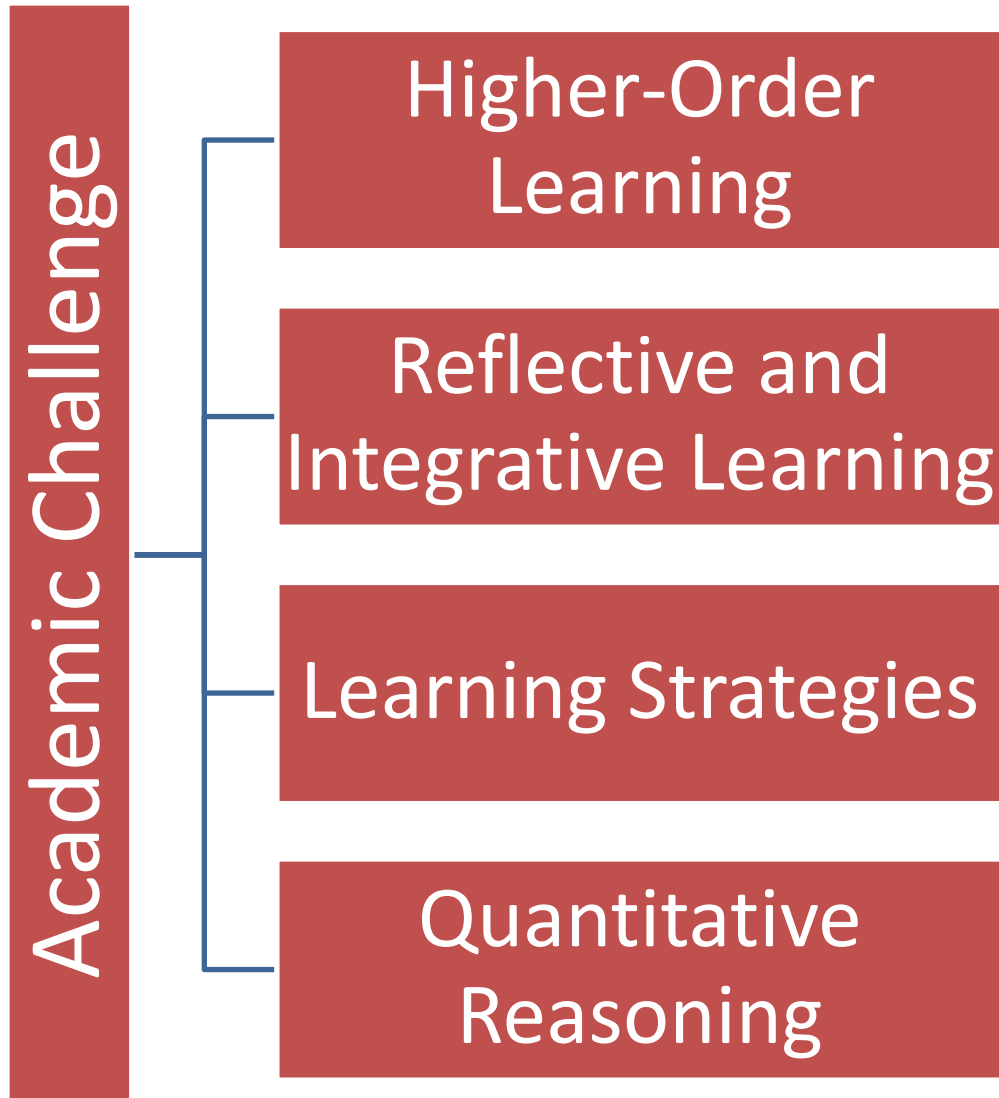 Academic Challenge
Higher-Order
Learning
Reflective and
Integrative Learning
Learning Strategies
Quantitative
Reasoning